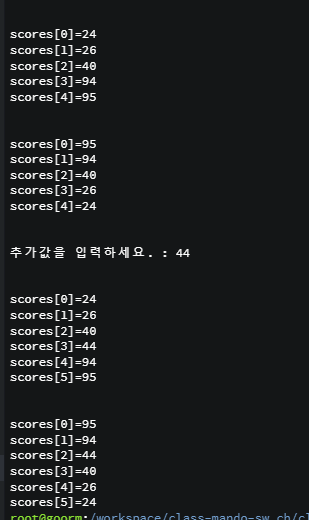 scores[0]=24
scores[1]=26
scores[2]=40
scores[3]=94
scores[4]=95
scores[0]=95
scores[1]=94
scores[2]=40
scores[3]=26
scores[4]=24
추가값을 입력하세요. : 44
scores[0]=24
scores[1]=26
scores[2]=40
scores[3]=44
scores[4]=94
scores[5]=95
scores[0]=95
scores[1]=94
scores[2]=44
scores[3]=40
scores[4]=26
scores[5]=24
root@goorm:/workspace/class-mando-sw_ch/cl